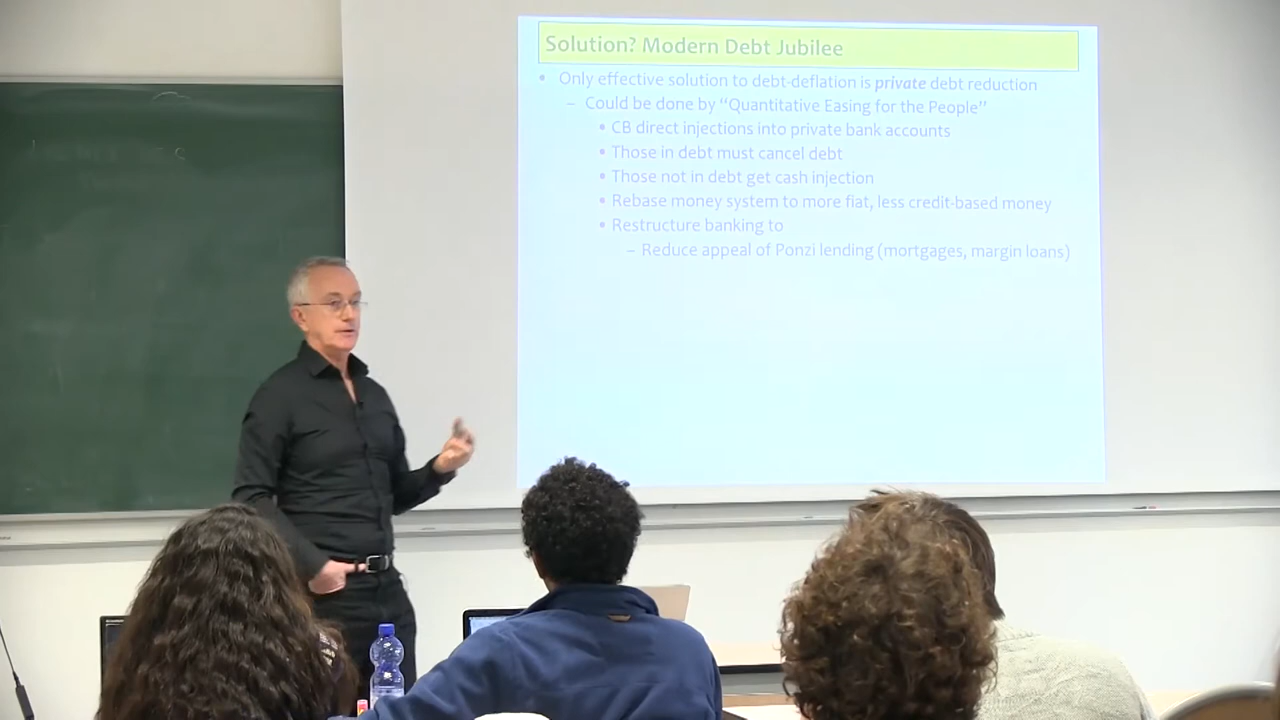 Solution? Modern Debt Jubilee
• Only effective solution to debt-deflation is private debt reduction
– Could be done by “Quantitative Easing for the People”
• CB direct injections into private bank accounts
• Those in debt must cancel debt
• Those not in debt get cash injection
• Rebase money system to more fiat, less credit-based money
• Restructure banking to
– Reduce appeal of Ponzi lending (mortgages, margin loans)